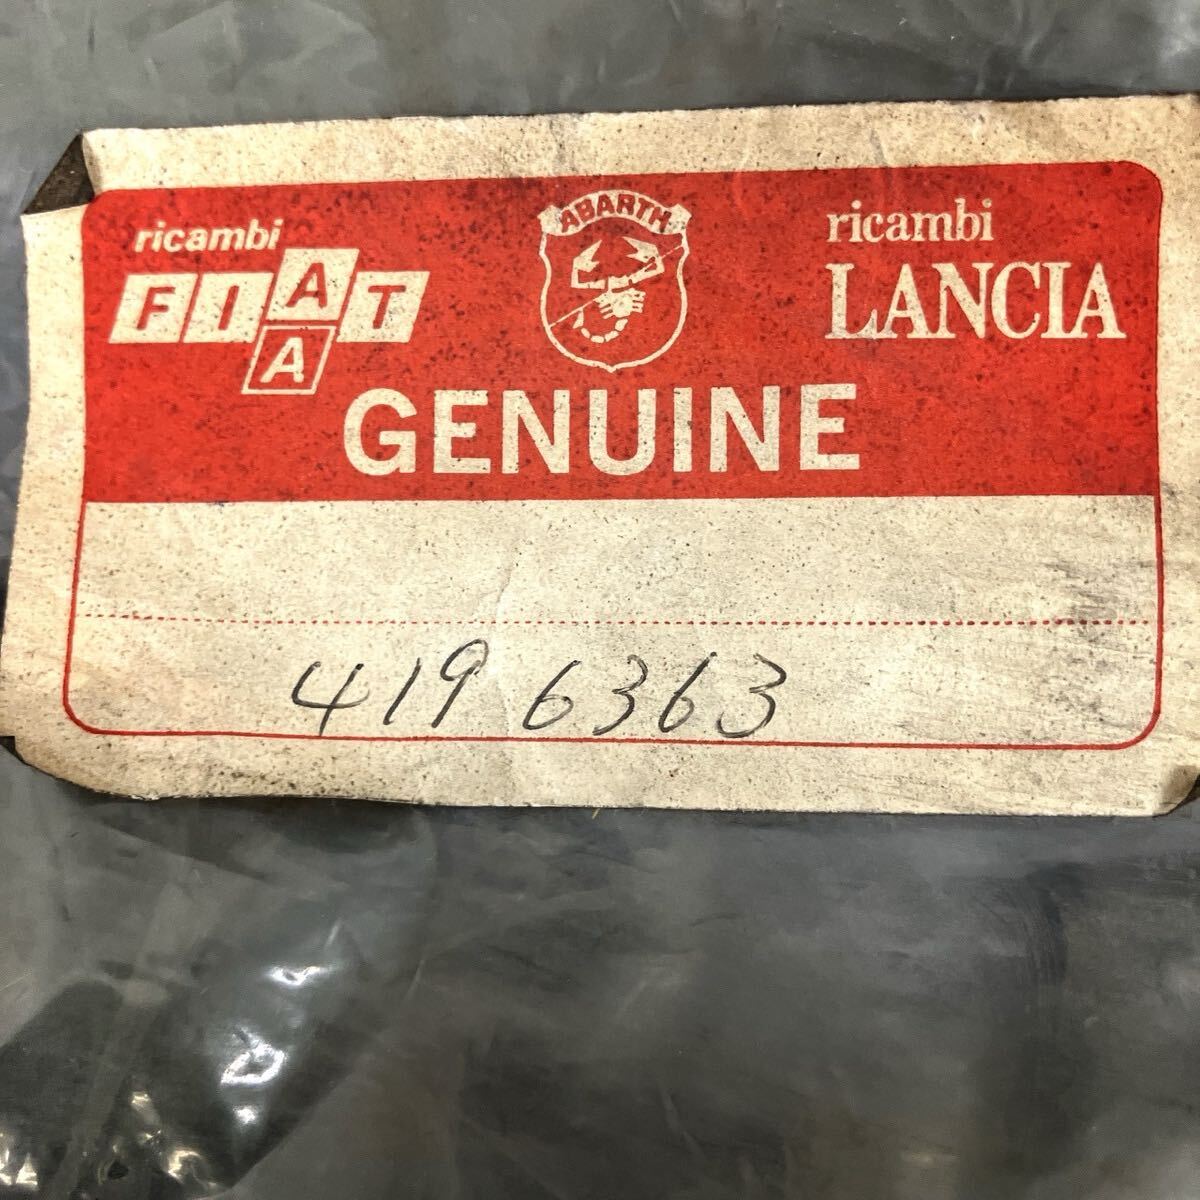 ricambi
FIAT
A
ABARTH
ricambi
LANCIA
GENUINE
419 6363